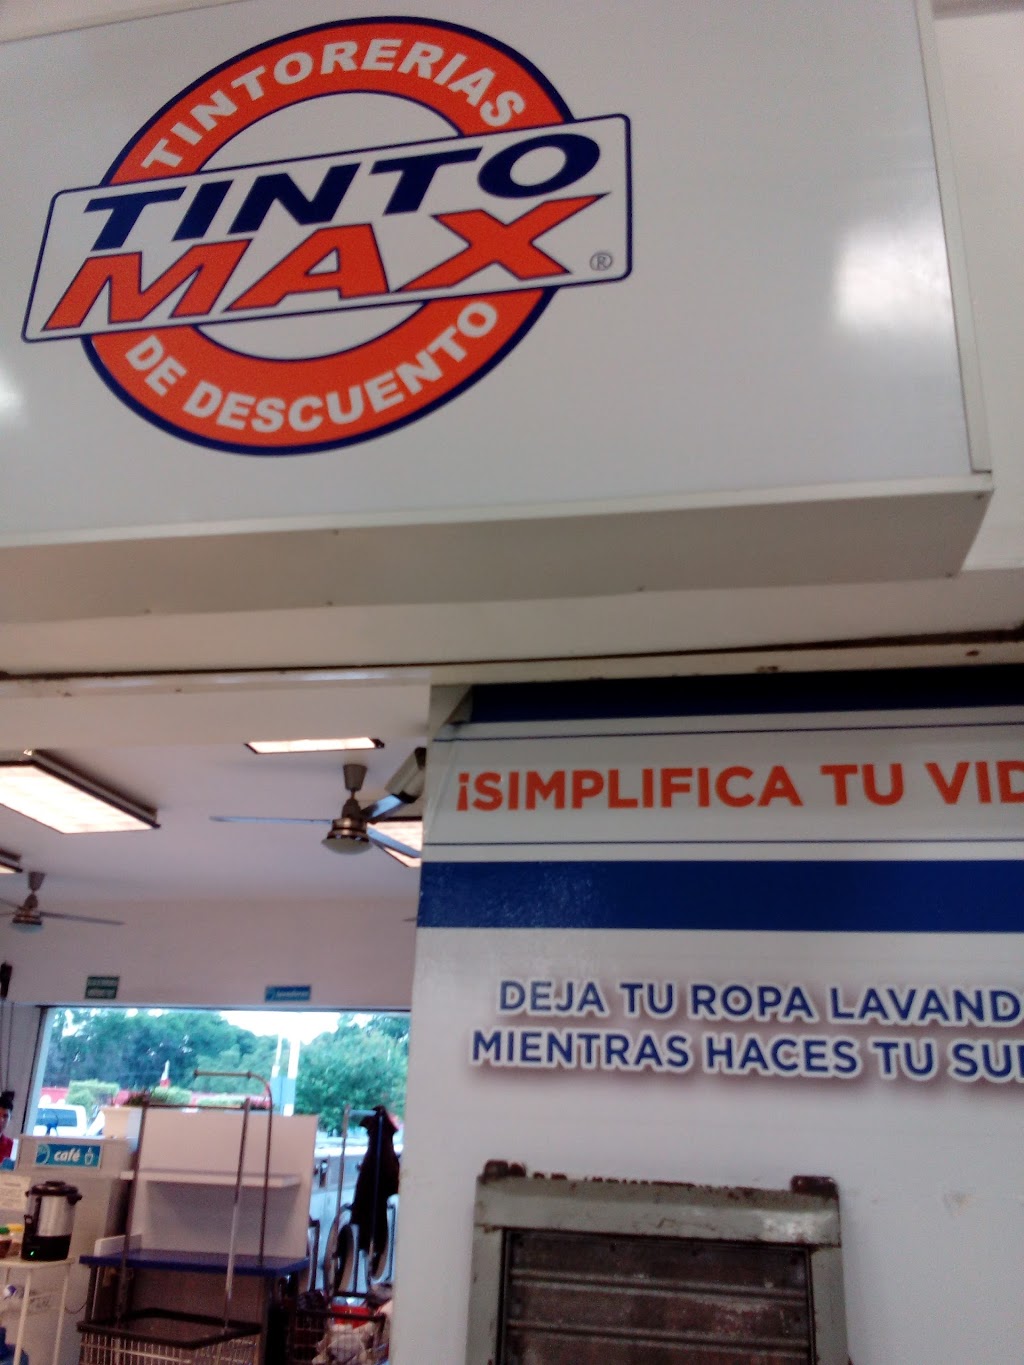 TINTORERIAS
TINTO
MAX ®
DE DESCUENTO
¡SIMPLIFICA TU VID
DEJA TU ROPA LAVAND
MIENTRAS HACES TU SU
café